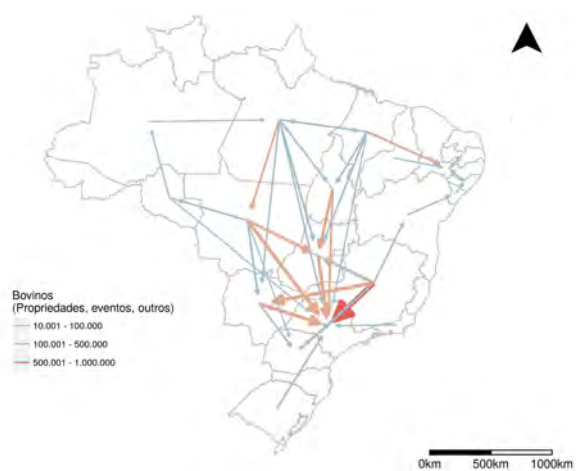 Bovinos
(Propriedades, eventos, outros)
10.001 - 100.000
100.001 - 500.000
500.001 - 1.000.000
0km 500km 1000km